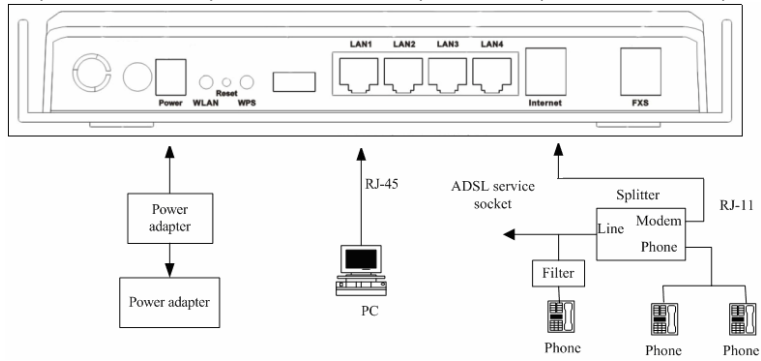 LAN1 LAN2 LAN3 LAN4
Power WLAN Reset WPS Internet FXS
RJ-45
ADSL service
socket
Splitter
RJ-11
Power
adapter
Line
Modem
Phone
Filter
Power adapter
PC
Phone Phone Phone